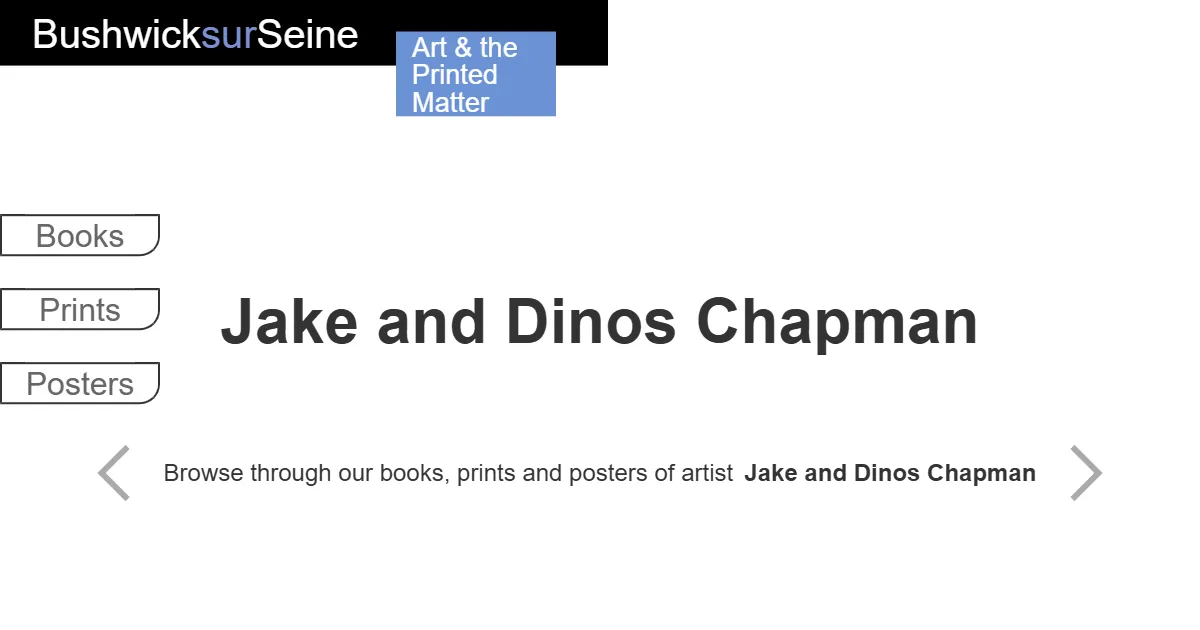 BushwicksurSeine
Art & the
Printed
Matter
Books
Prints
Jake and Dinos Chapman
Posters
Browse through our books, prints and posters of artist Jake and Dinos Chapman